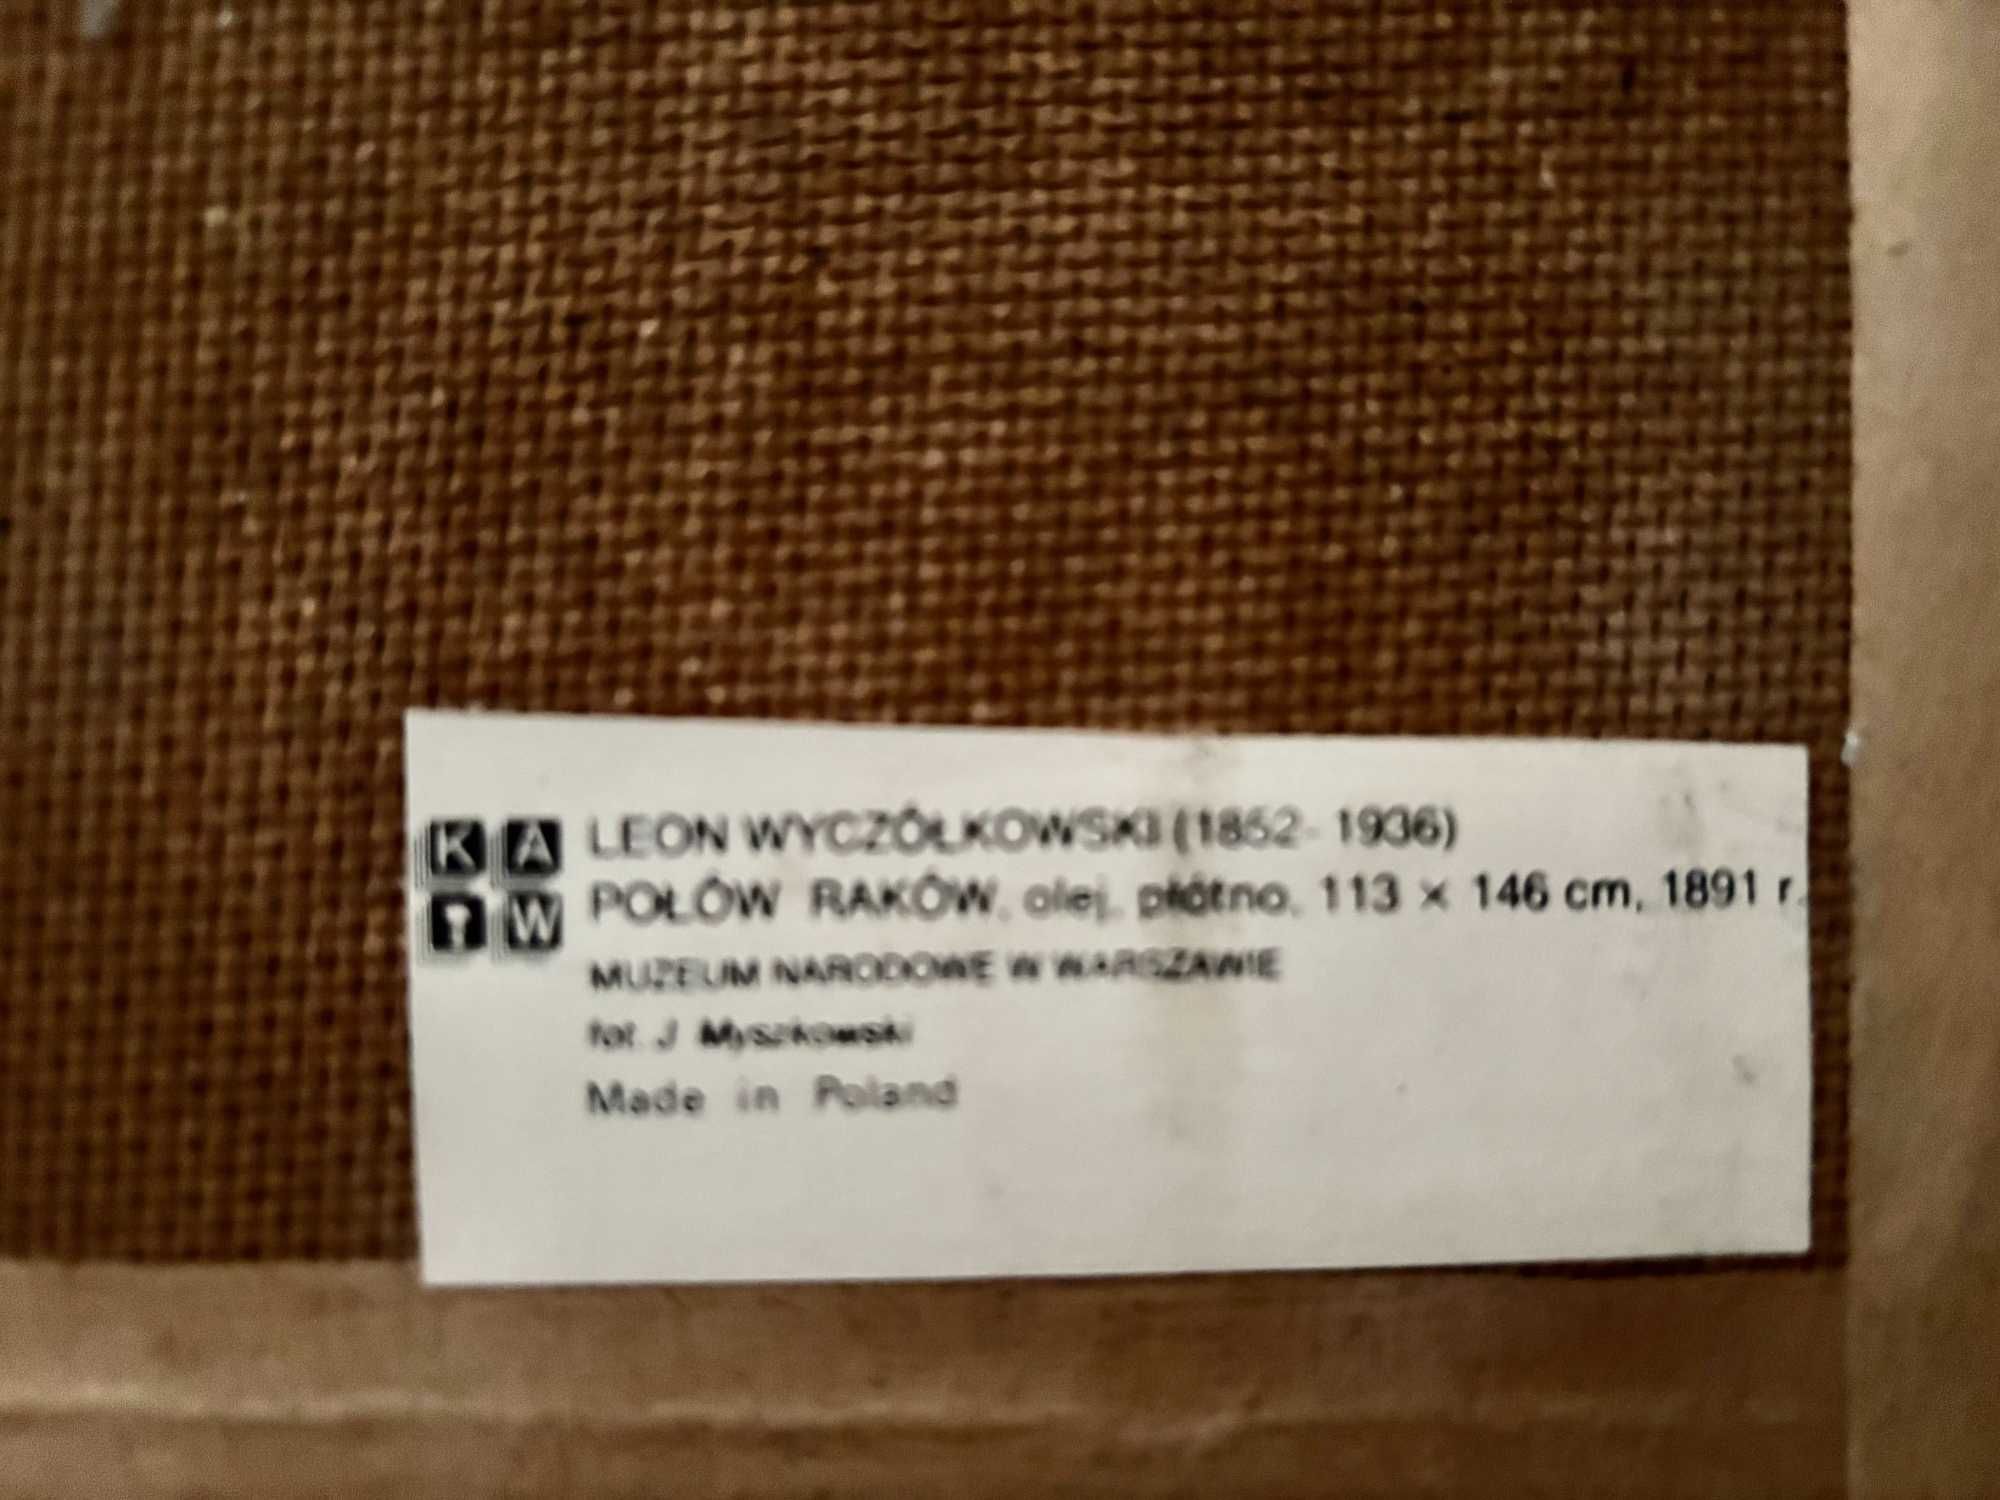 K A
W
LEON WYCZÓŁKOWSKI (1852-1936)
POŁÓW RAKÓW, olej, płótno, 113 × 146 cm, 1891 r.
MUZEUM NARODOWE W WARSZAWIE
fot. J. Myszkowski
Made in Poland